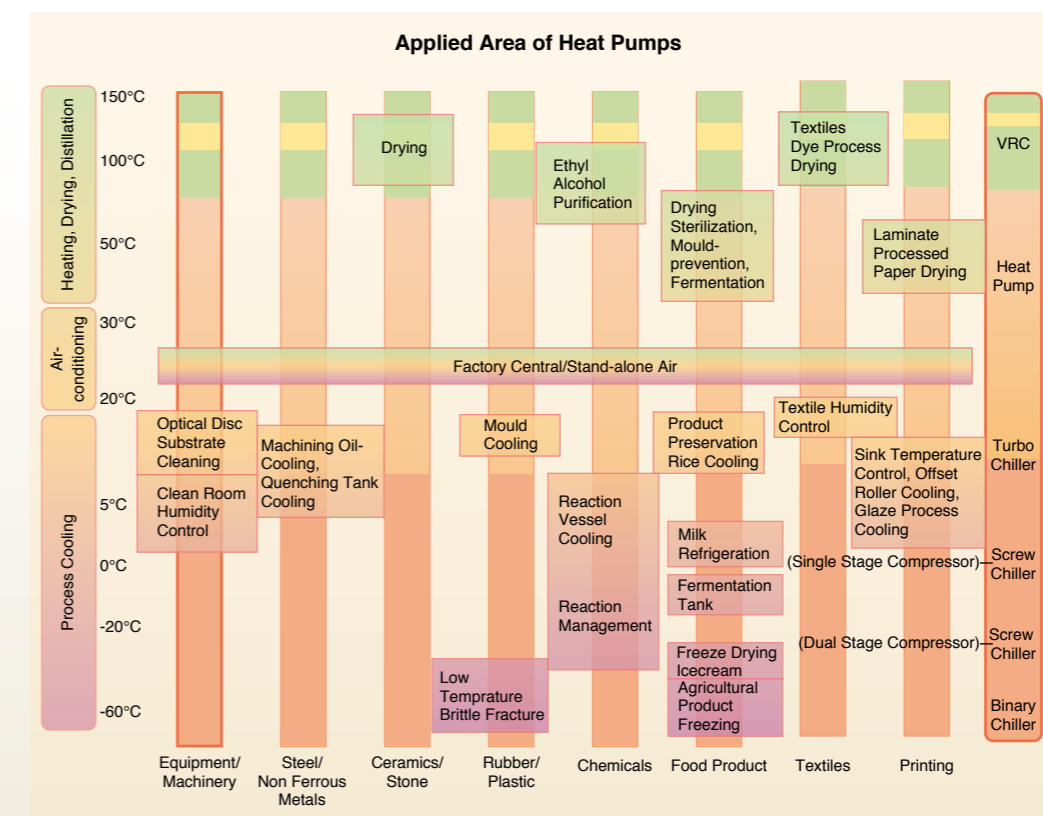 Applied Area of Heat Pumps
Heating, Drying, Distillation
Air-
conditioning
Process Cooling
150°C
100°C
50°C
30°C
20°C
5°C
0°C
-20°C
-60°C
Drying
Ethyl
Alcohol
Purification
Drying
Sterilization,
Mould-
prevention,
Fermentation
Textiles
Dye Process
Drying
Laminate
Processed
Paper Drying
VRC
Heat
Pump
Factory Central/Stand-alone Air
Optical Disc
Substrate
Cleaning
Clean Room
Humidity
Control
Machining Oil-
Cooling,
Quenching Tank
Cooling
Mould
Cooling
Reaction
Vessel
Cooling
Reaction
Management
Low
Temprature
Brittle Fracture
Product
Preservation
Rice Cooling
Milk
Refrigeration
Fermentation
Tank
Freeze Drying
Icecream
Agricultural
Product
Freezing
Textile Humidity
Control
Sink Temperature
Control, Offset
Roller Cooling,
Glaze Process
Cooling
Turbo
Chiller
(Single Stage Compressor)
Screw
Chiller
(Dual Stage Compressor)
Screw
Chiller
Binary
Chiller
Equipment/
Machinery
Steel/
Non Ferrous
Metals
Ceramics/
Stone
Rubber/
Plastic
Chemicals
Food Product
Textiles
Printing